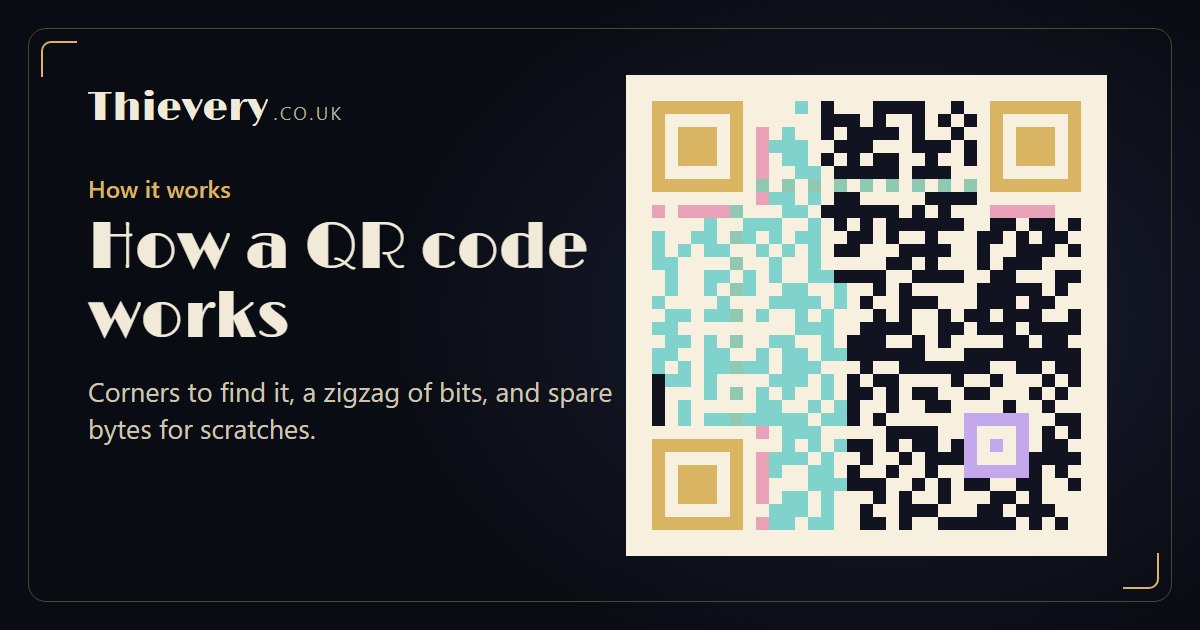 Thievery.CO.UK
How it works
How a QR code
works
Corners to find it, a zigzag of bits, and spare
bytes for scratches.